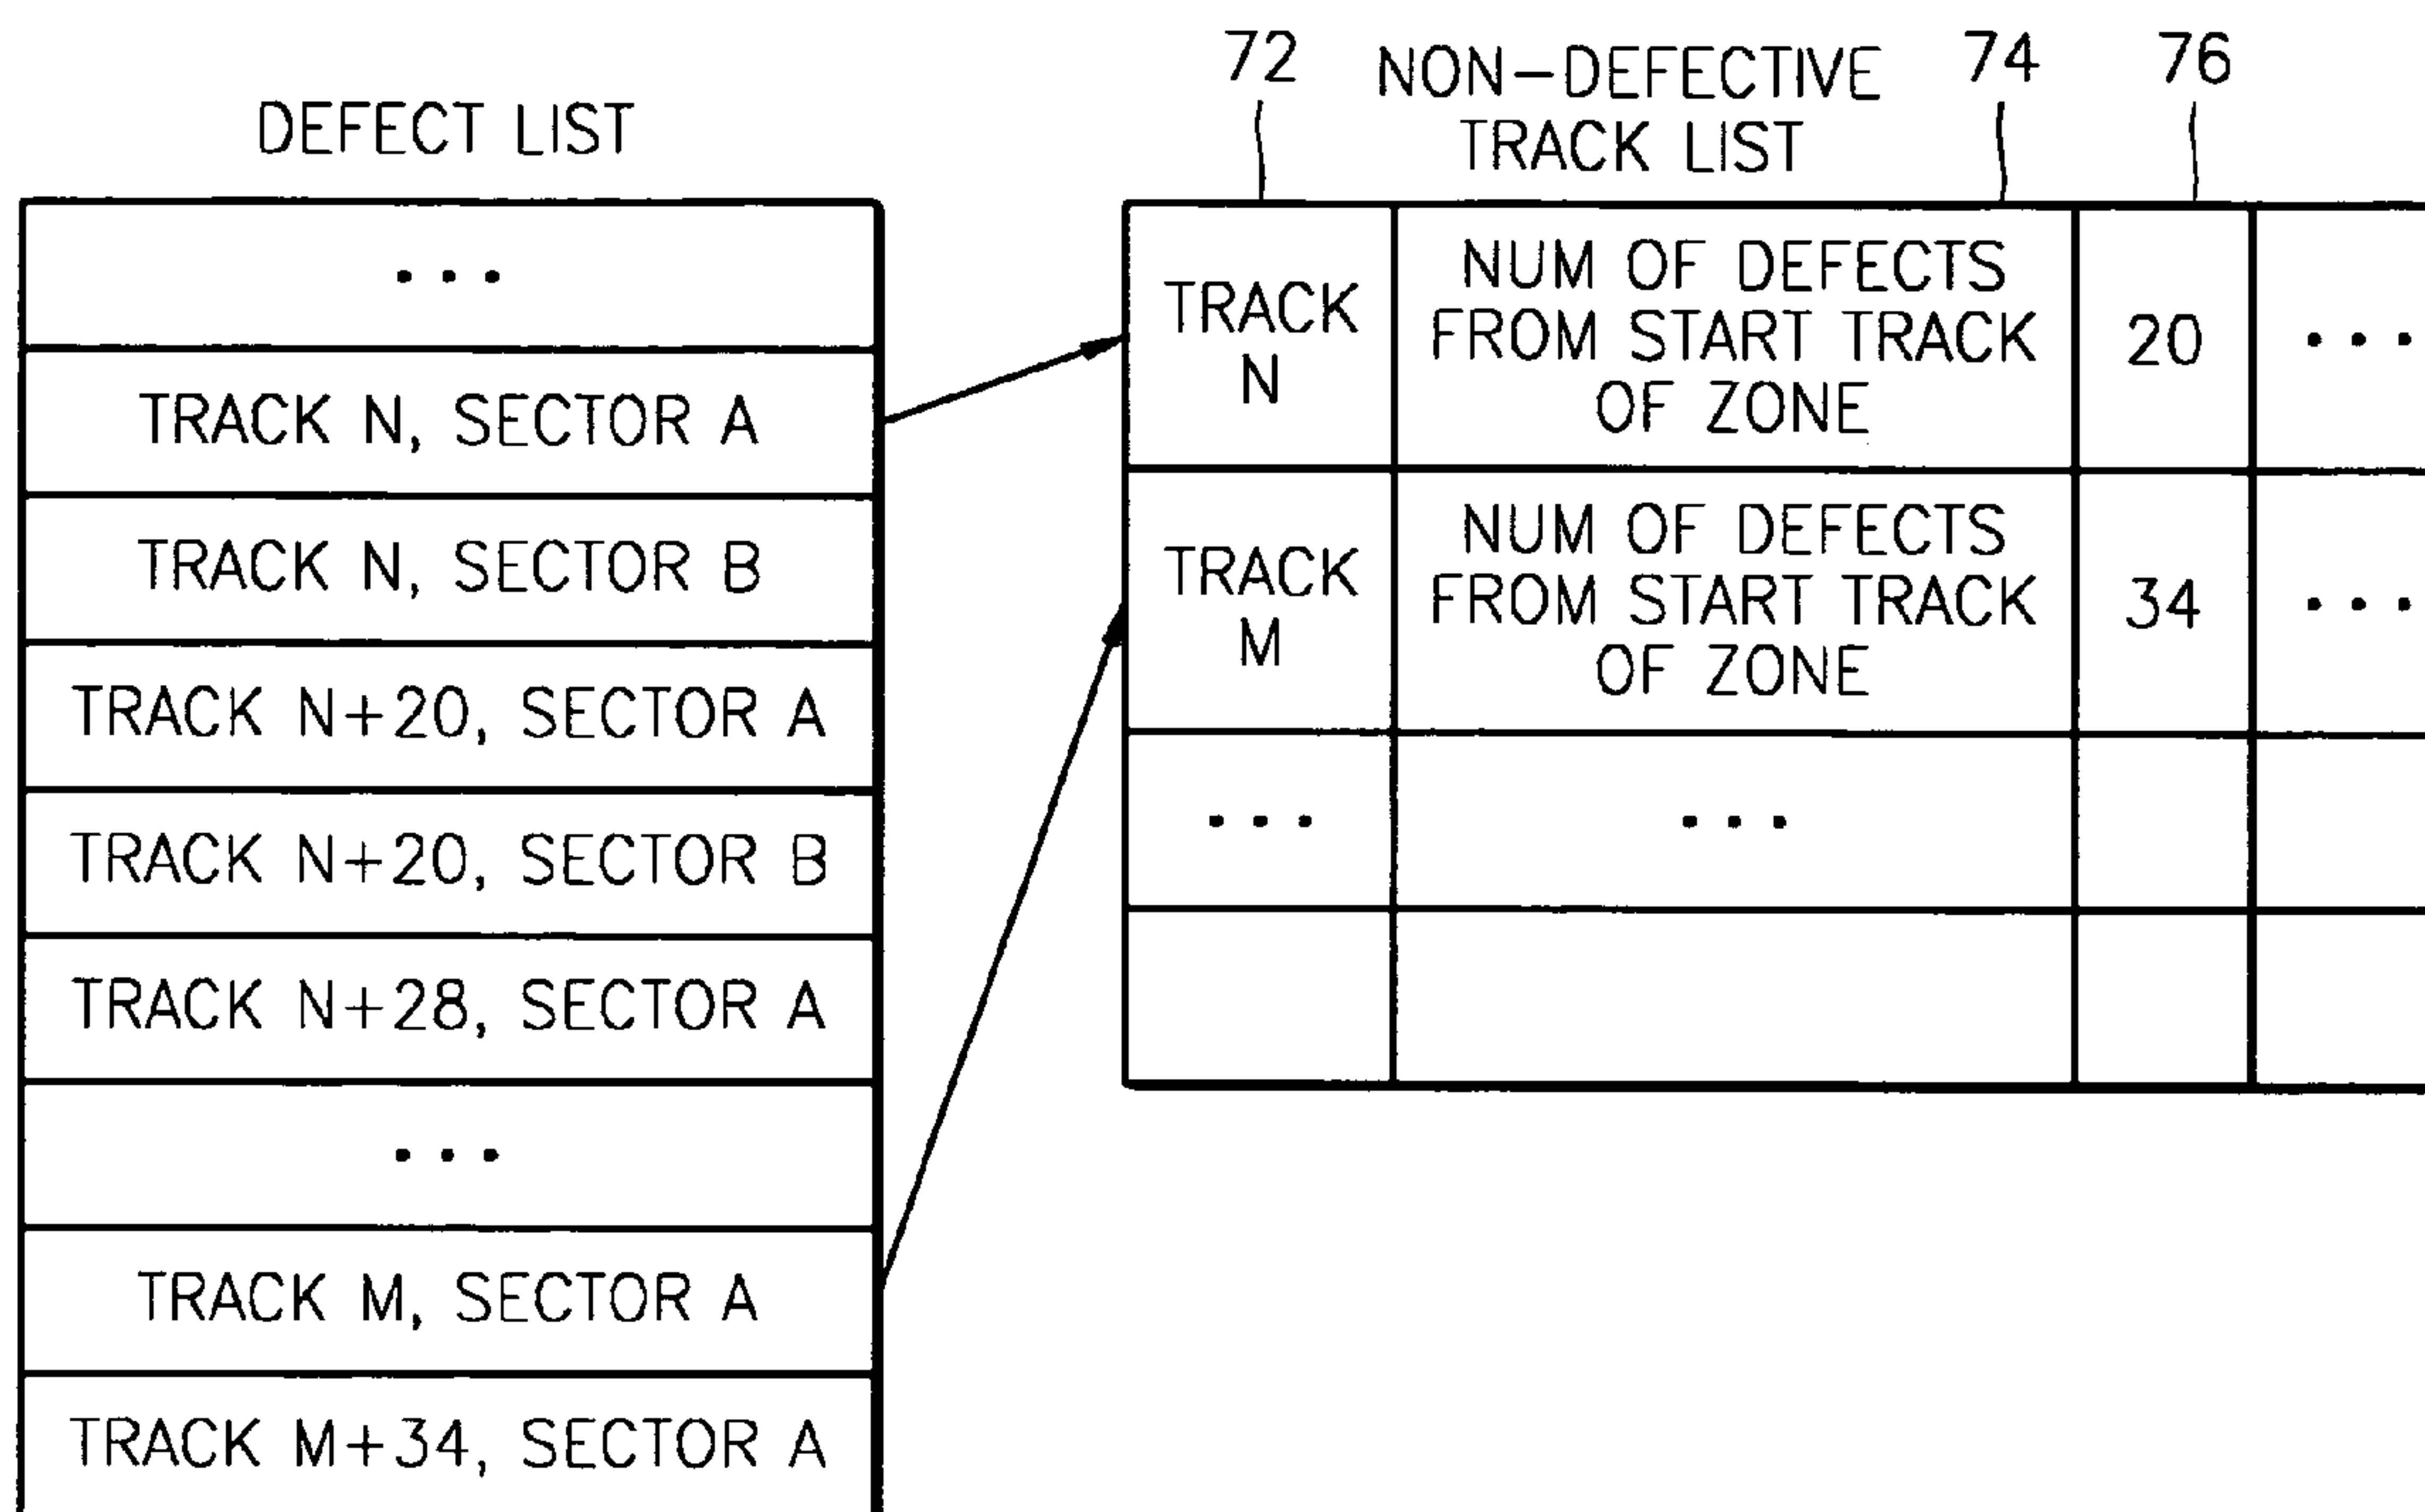 DEFECT LIST
...
TRACK N, SECTOR A
TRACK N, SECTOR B
TRACK N+20, SECTOR A
TRACK N+20, SECTOR B
TRACK N+28, SECTOR A
...
TRACK M, SECTOR A
TRACK M+34, SECTOR A
72
NON-DEFECTIVE
TRACK LIST
74
76
TRACK
N
NUM OF DEFECTS
FROM START TRACK
OF ZONE
20
...
TRACK
M
NUM OF DEFECTS
FROM START TRACK
OF ZONE
34
...
...
...